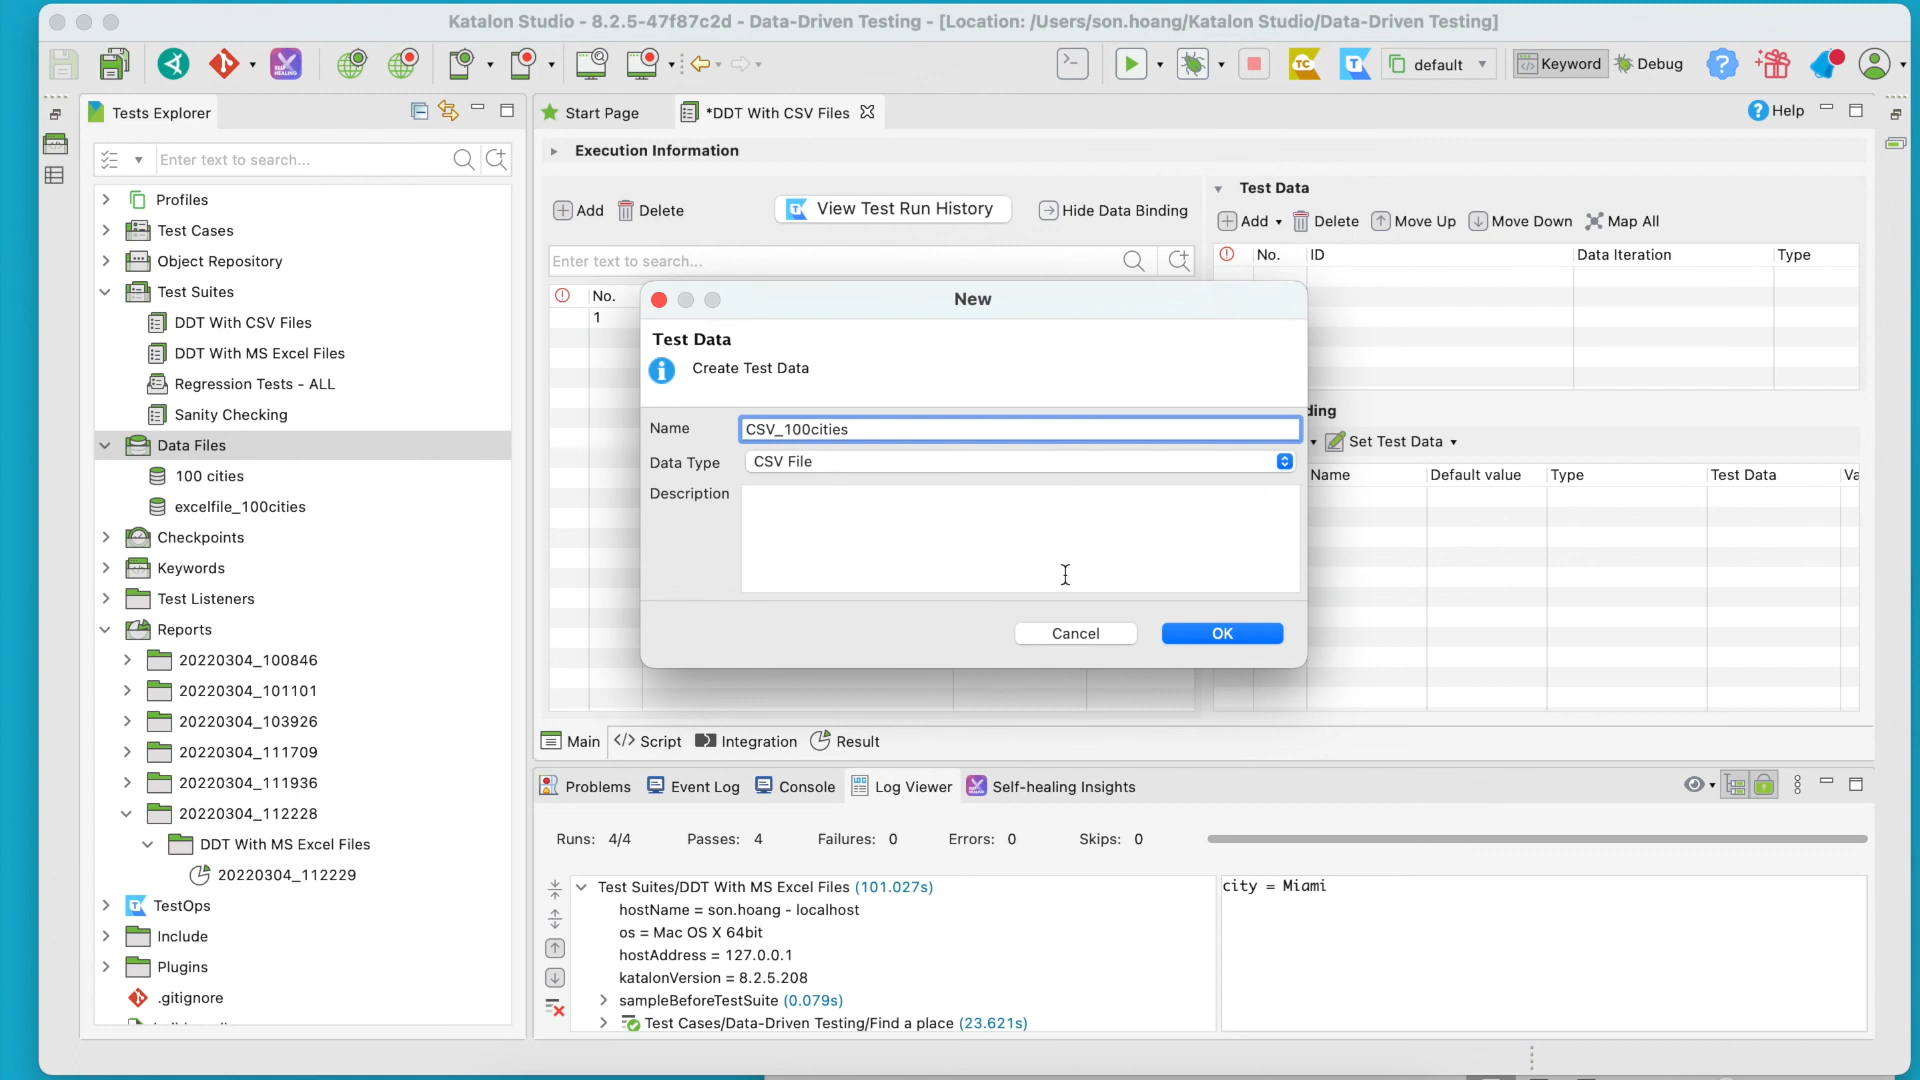 Katalon Studio - 8.2.5-47f87c2d - Data-Driven Testing - [Location: /Users/son.hoang/Katalon Studio/Data-Driven Testing]
SELF HEALING
TC
T
default
Keyword
Debug
Tests Explorer
Enter text to search...
Profiles
Test Cases
Object Repository
Test Suites
DDT With CSV Files
DDT With MS Excel Files
Regression Tests - ALL
Sanity Checking
Data Files
100 cities
excelfile_100cities
Checkpoints
Keywords
Test Listeners
Reports
20220304_100846
20220304_101101
20220304_103926
20220304_111709
20220304_111936
20220304_112228
DDT With MS Excel Files
20220304_112229
TestOps
Include
Plugins
.gitignore
Start Page
*DDT With CSV Files
Help
Execution Information
Add
Delete
View Test Run History
Hide Data Binding
Enter text to search...
No.
1
Test Data
Add
Delete
Move Up
Move Down
Map All
No.
ID
Data Iteration
Type
ding
Set Test Data
Name
Default value
Type
Test Data
Va
New
Test Data
Create Test Data
Name
CSV_100cities
Data Type
CSV File
Description
Cancel
OK
Main
Script
Integration
Result
Problems
Event Log
Console
Log Viewer
Self-healing Insights
Runs: 4/4
Passes: 4
Failures: 0
Errors: 0
Skips: 0
Test Suites/DDT With MS Excel Files (101.027s)
hostName = son.hoang - localhost
os = Mac OS X 64bit
hostAddress = 127.0.0.1
katalonVersion = 8.2.5.208
sampleBeforeTestSuite (0.079s)
Test Cases/Data-Driven Testing/Find a place (23.621s)
city = Miami